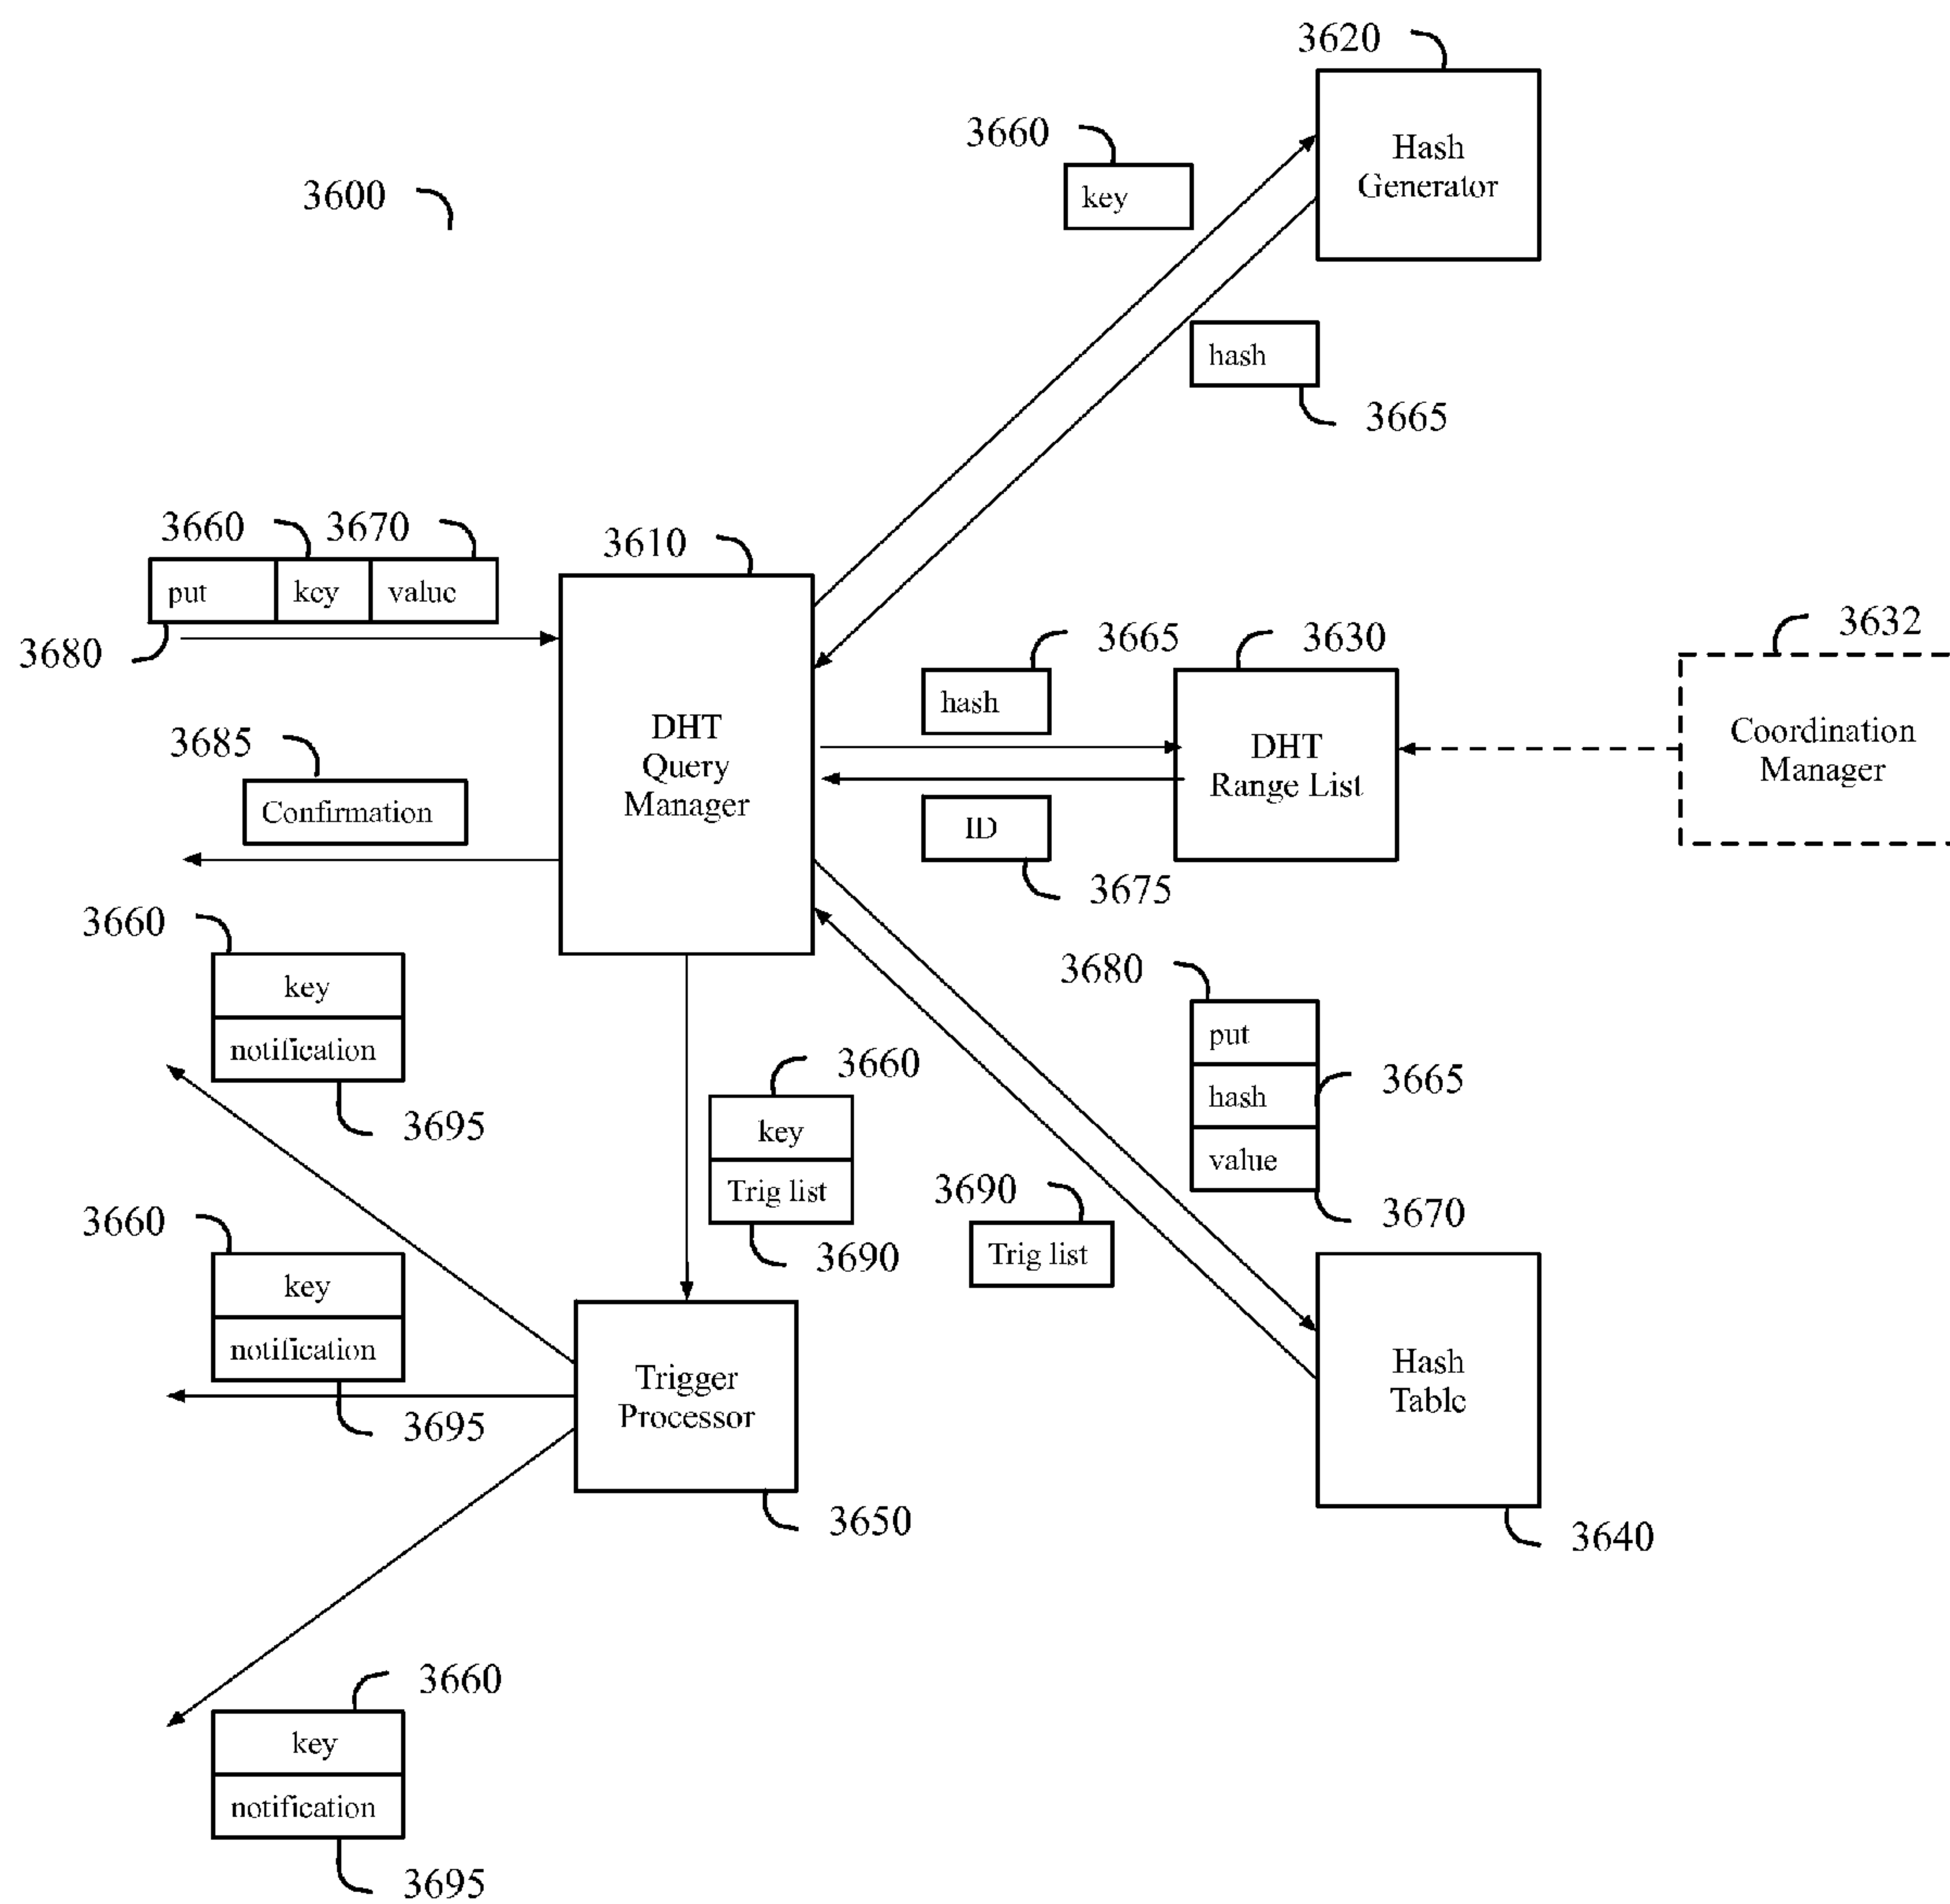 3620
3660
Hash
Generator
key
3600
hash
3665
3660 3670
3610
put key value
3680
3665 3630
3632
hash
DHT
Query
Manager
DHT
Range List
Coordination
Manager
3685
Confirmation
ID
3675
3660
key
notification
3695
3680
put
hash
value
3665
3670
3660
key
Trig list
3690
3690
Trig list
3660
key
notification
3695
Trigger
Processor
3650
Hash
Table
3640
3660
key
notification
3695